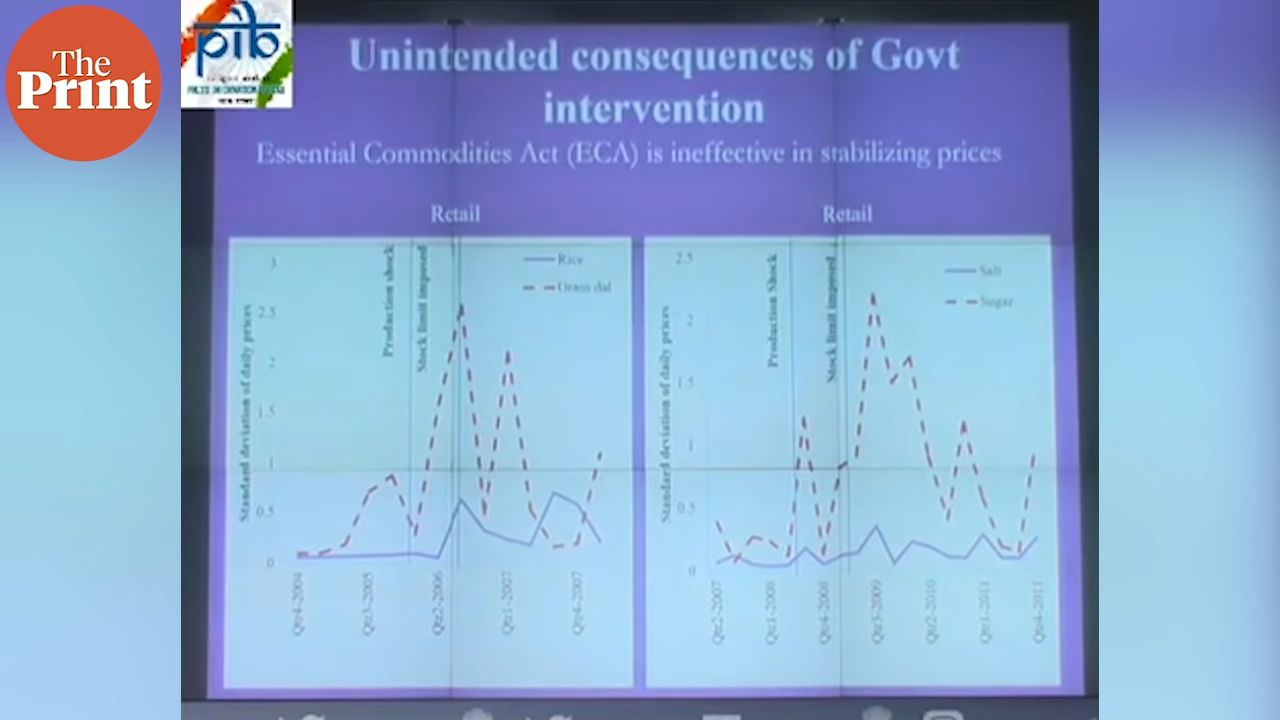 The
Print
pib
Unintended consequences of Govt
intervention
Essential Commodities Act (ECA) is ineffective in stabilizing prices
Retail
Standard deviation of daily prices
3
2.5
2
1.5
1
0.5
0
Production shock
Stock limit imposed
Rice
Gram dal
Qtr4-2004
Qtr3-2005
Qtr2-2006
Qtr1-2007
Qtr4-2007
Retail
Standard deviation of daily prices
2.5
2
1.5
1
0.5
0
Production Shock
Stock limit imposed
Salt
Sugar
Qtr2-2007
Qtr1-2008
Qtr4-2008
Qtr3-2009
Qtr2-2010
Qtr1-2011
Qtr4-2011